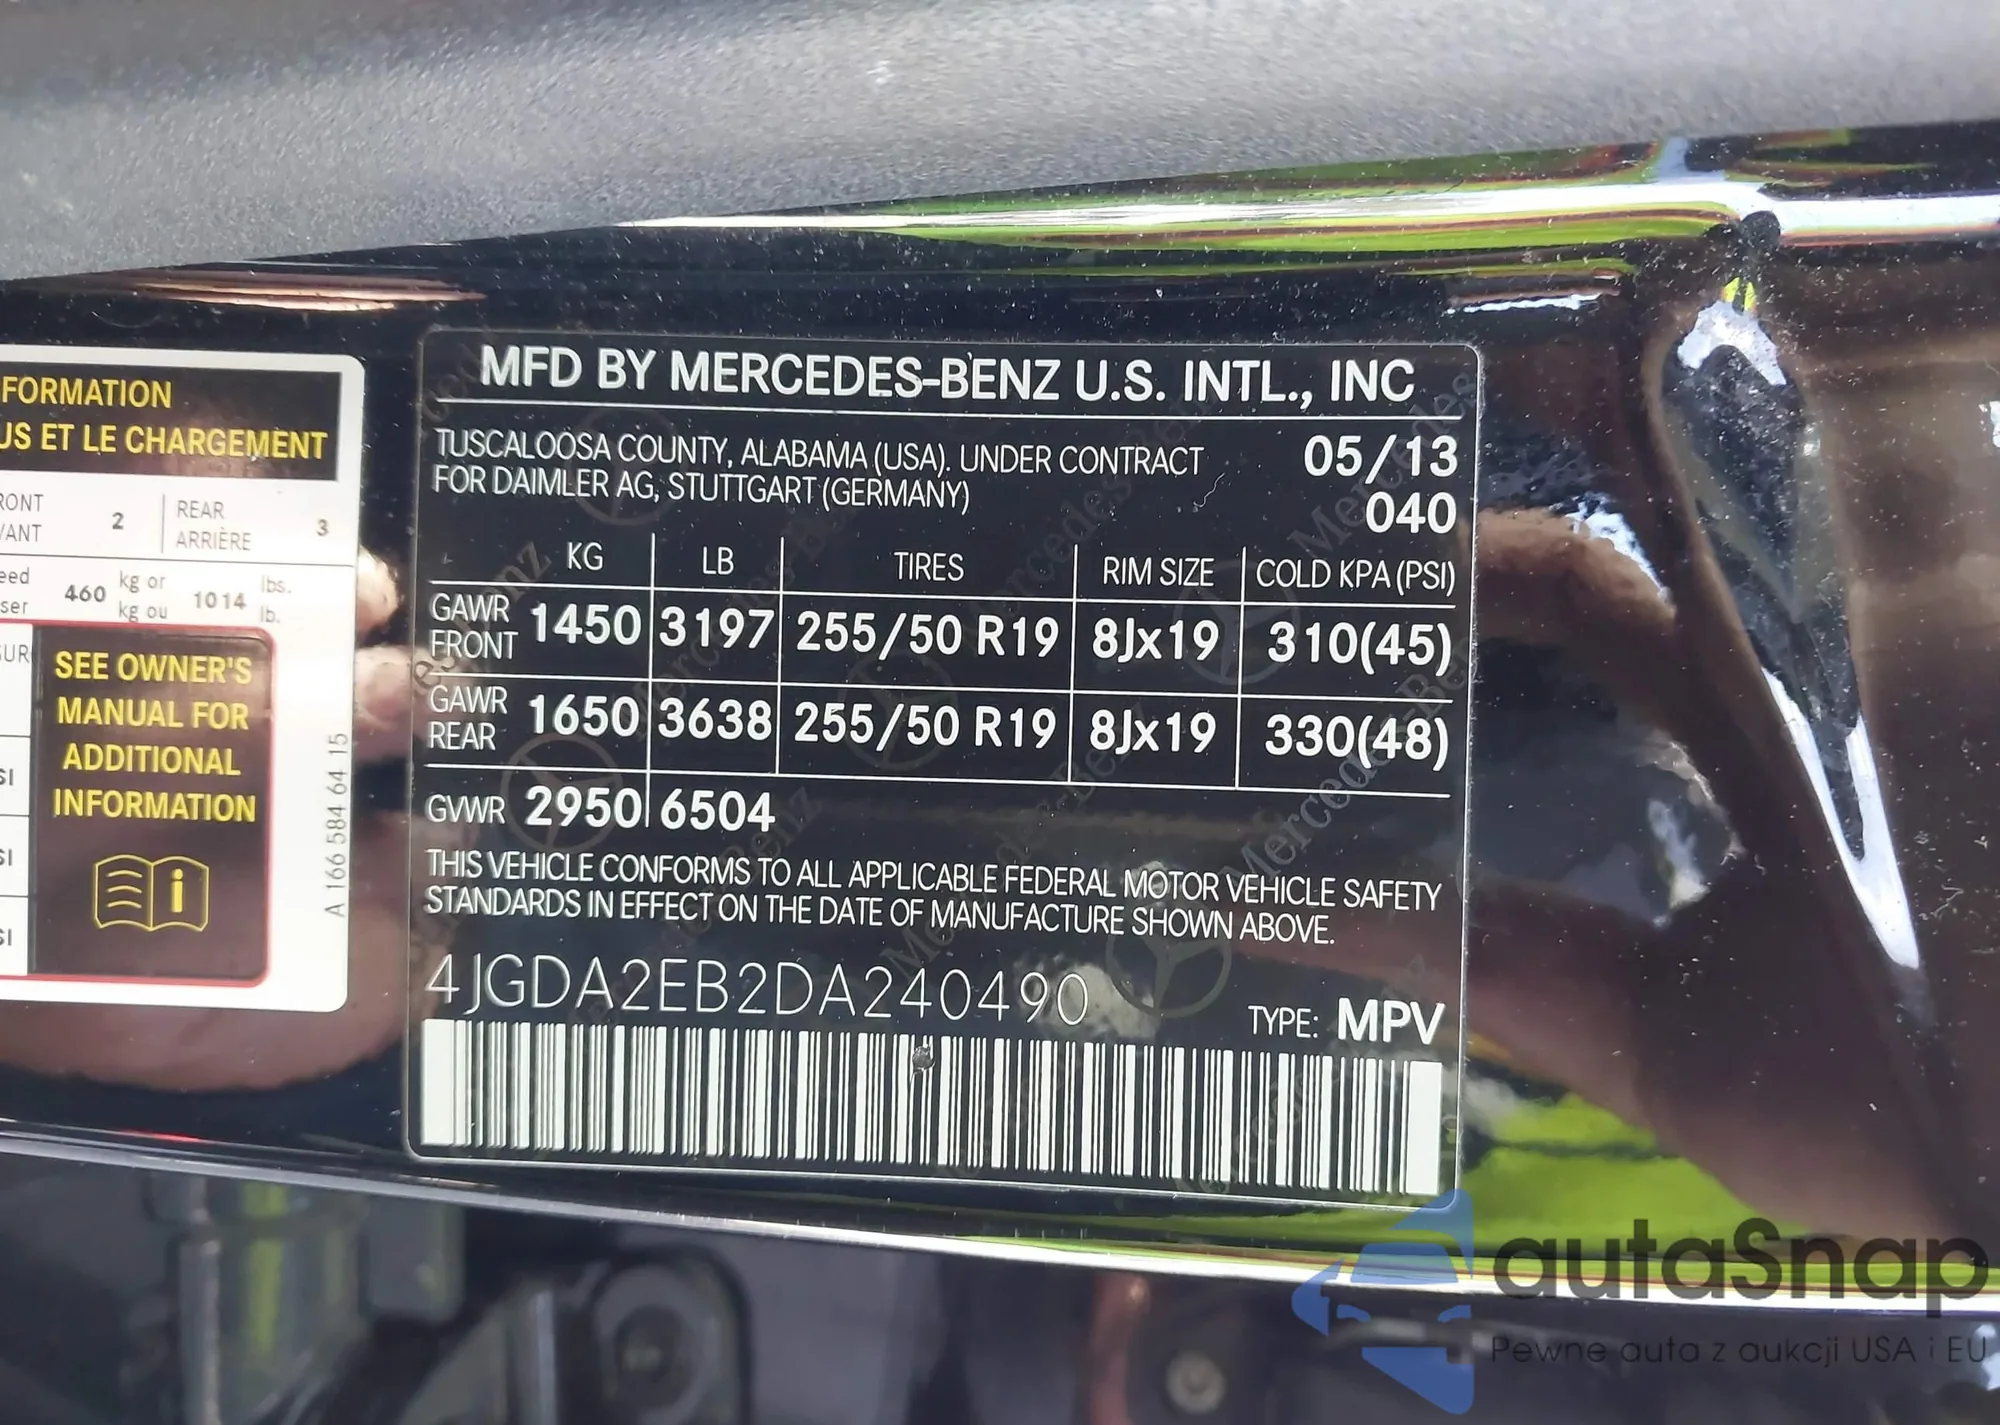 FORMATION
US ET LE CHARGEMENT
RONT
VANT
2
REAR
ARRIÈRE
3
eed
ser
460
kg or
kg ou
1014
lbs.
lb.
SUR
SEE OWNER'S
MANUAL FOR
ADDITIONAL
INFORMATION
SI
SI
SI
A 166 584 64 15
MFD BY MERCEDES-BENZ U.S. INTL., INC
TUSCALOOSA COUNTY, ALABAMA (USA). UNDER CONTRACT
FOR DAIMLER AG, STUTTGART (GERMANY)
05/13
040
KG LB TIRES RIM SIZE COLD KPA (PSI)
GAWR
FRONT 1450 3197 255/50 R19 8Jx19 310(45)
GAWR
REAR 1650 3638 255/50 R19 8Jx19 330(48)
GVWR 2950 6504
THIS VEHICLE CONFORMS TO ALL APPLICABLE FEDERAL MOTOR VEHICLE SAFETY
STANDARDS IN EFFECT ON THE DATE OF MANUFACTURE SHOWN ABOVE.
4JGDA2EB2DA240490
TYPE: MPV
autaSnap
Pewne auta z aukcji USA i EU